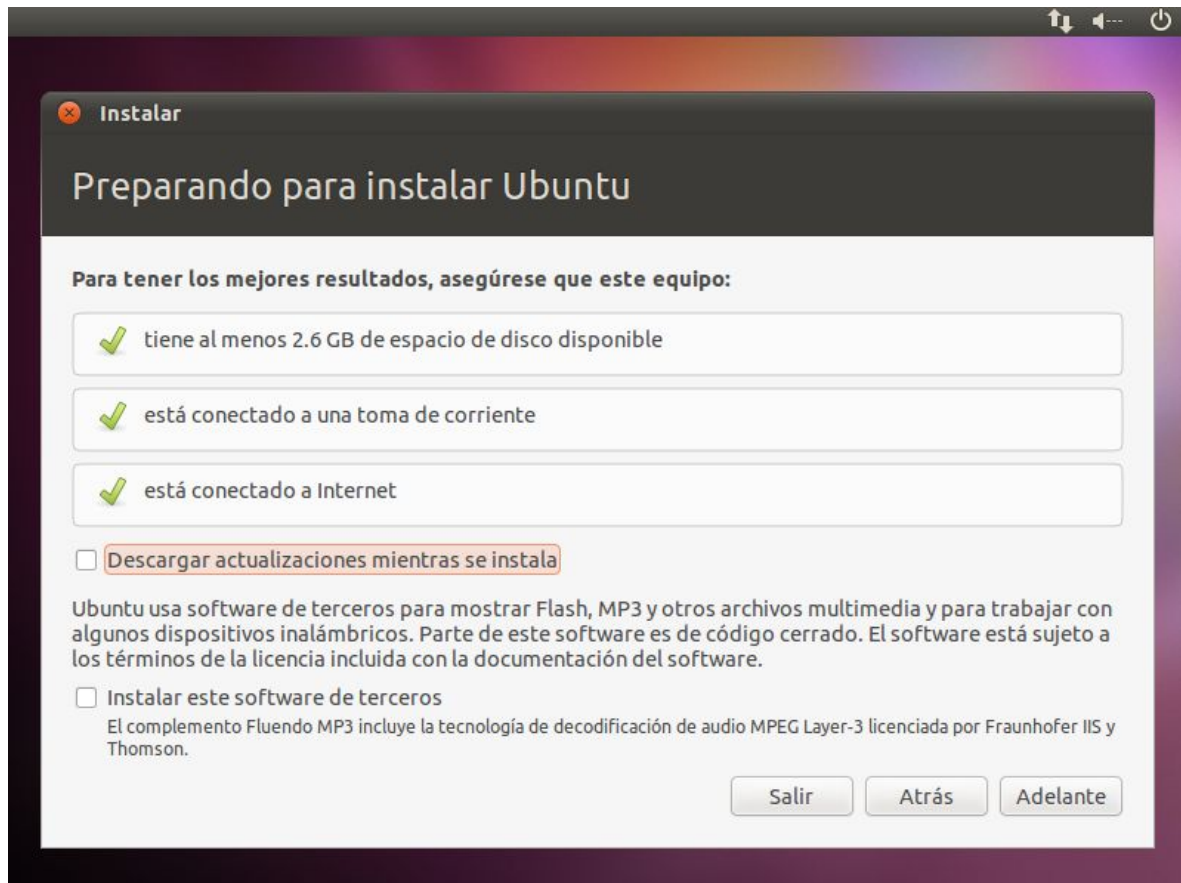 Instalar
Preparando para instalar Ubuntu
Para tener los mejores resultados, asegúrese que este equipo:
tiene al menos 2.6 GB de espacio de disco disponible
está conectado a una toma de corriente
está conectado a Internet
Descargar actualizaciones mientras se instala
Ubuntu usa software de terceros para mostrar Flash, MP3 y otros archivos multimedia y para trabajar con
algunos dispositivos inalámbricos. Parte de este software es de código cerrado. El software está sujeto a
los términos de la licencia incluida con la documentación del software.
Instalar este software de terceros
El complemento Fluendo MP3 incluye la tecnología de decodificación de audio MPEG Layer-3 licenciada por Fraunhofer IIS y
Thomson.
Salir Atrás Adelante